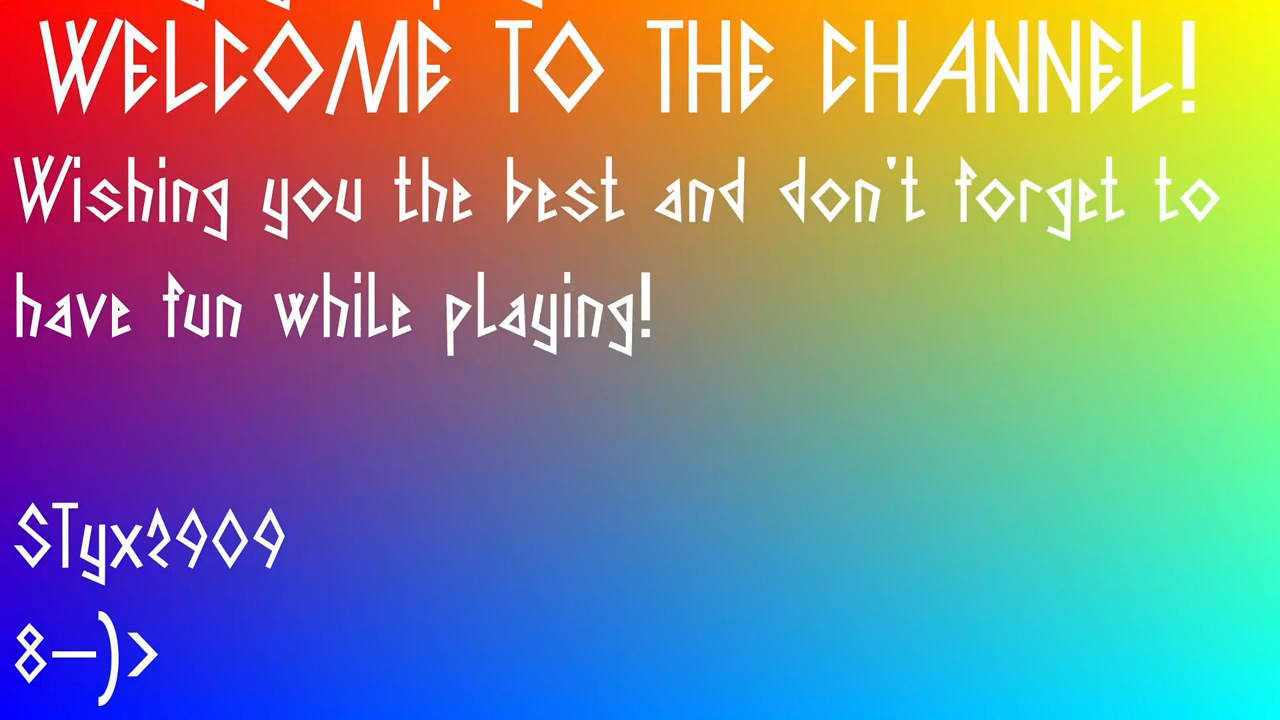 WELCOME TO THE CHANNEL!
Wishing you the best and don't forget to
have fun while playing!
STyx2909
8–)>